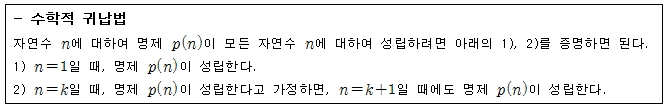 - 수학적 귀납법
자연수 n에 대하여 명제 p(n)이 모든 자연수 n에 대하여 성립하려면 아래의 1), 2)를 증명하면 된다.
1) n=1일 때, 명제 p(n)이 성립한다.
2) n=k일 때, 명제 p(n)이 성립한다고 가정하면, n=k+1일 때에도 명제 p(n)이 성립한다.